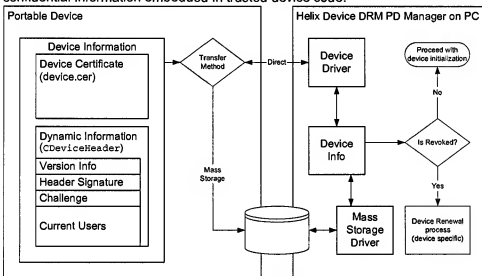 confidential information embedded in trusted device code.
Portable Device
Helix Device DRM PD Manager on PC
Device Information
Device Certificate
(device.cer)
Dynamic Information
(CDeviceHeader)
Version Info
Header Signature
Challenge
Current Users
Transfer
Method
Direct
Mass
Storage
Device
Driver
Device
Info
Mass
Storage
Driver
Proceed with
device initialization
No
Is Revoked?
Yes
Device Renewal
process
(device specific)